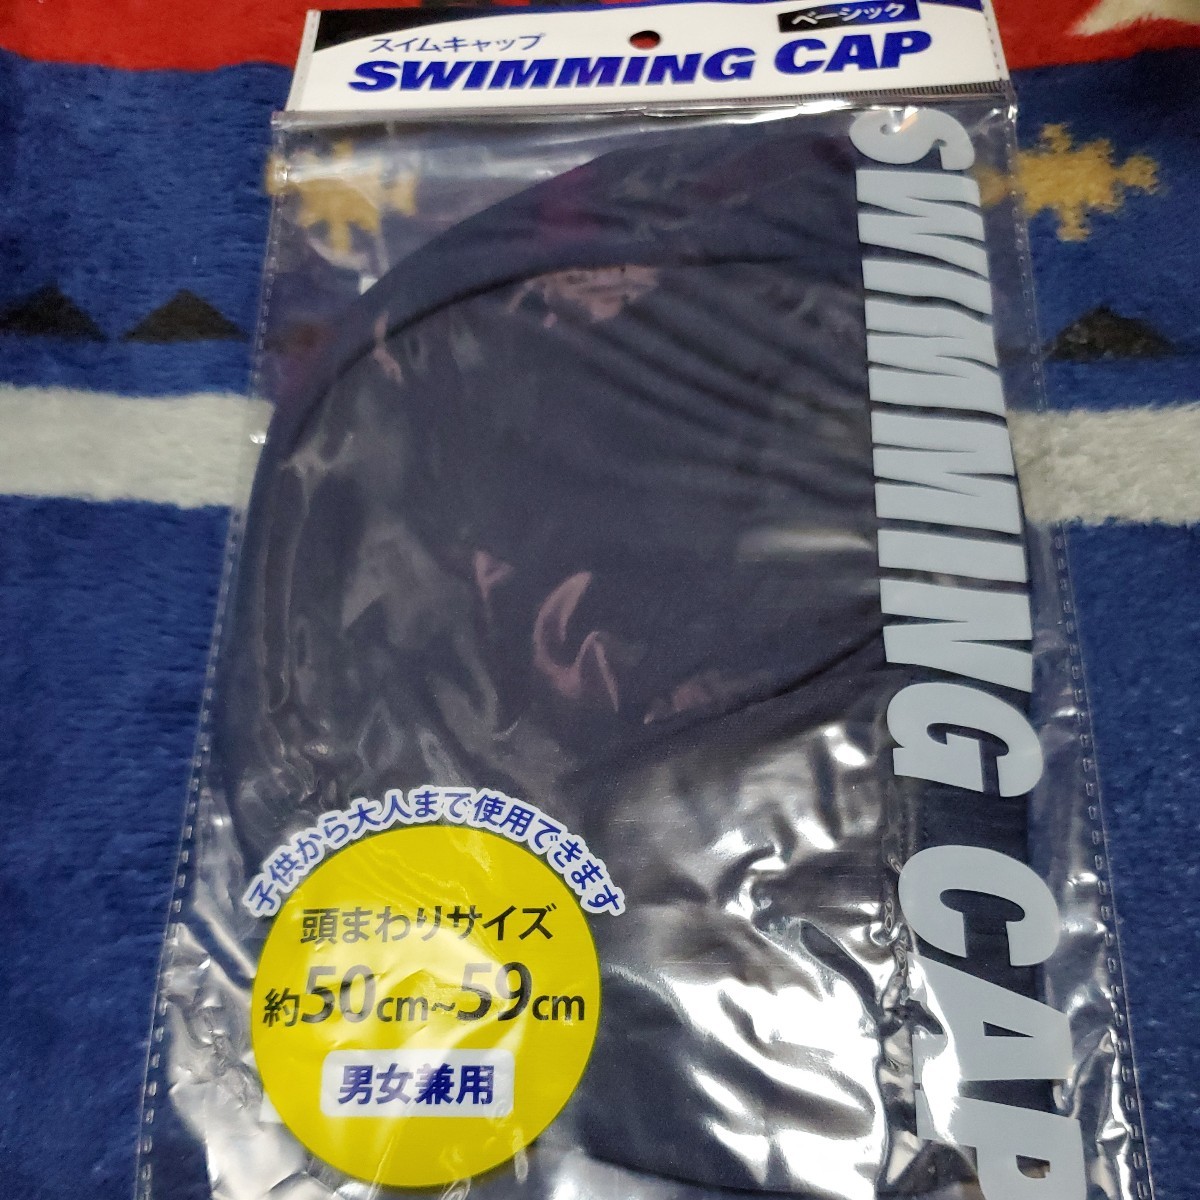 ベーシック
スイムキャップ
SWIMMING CAP
SWIMMING CAP
子供から大人まで使用できます
頭まわりサイズ
約50cm~59cm
男女兼用